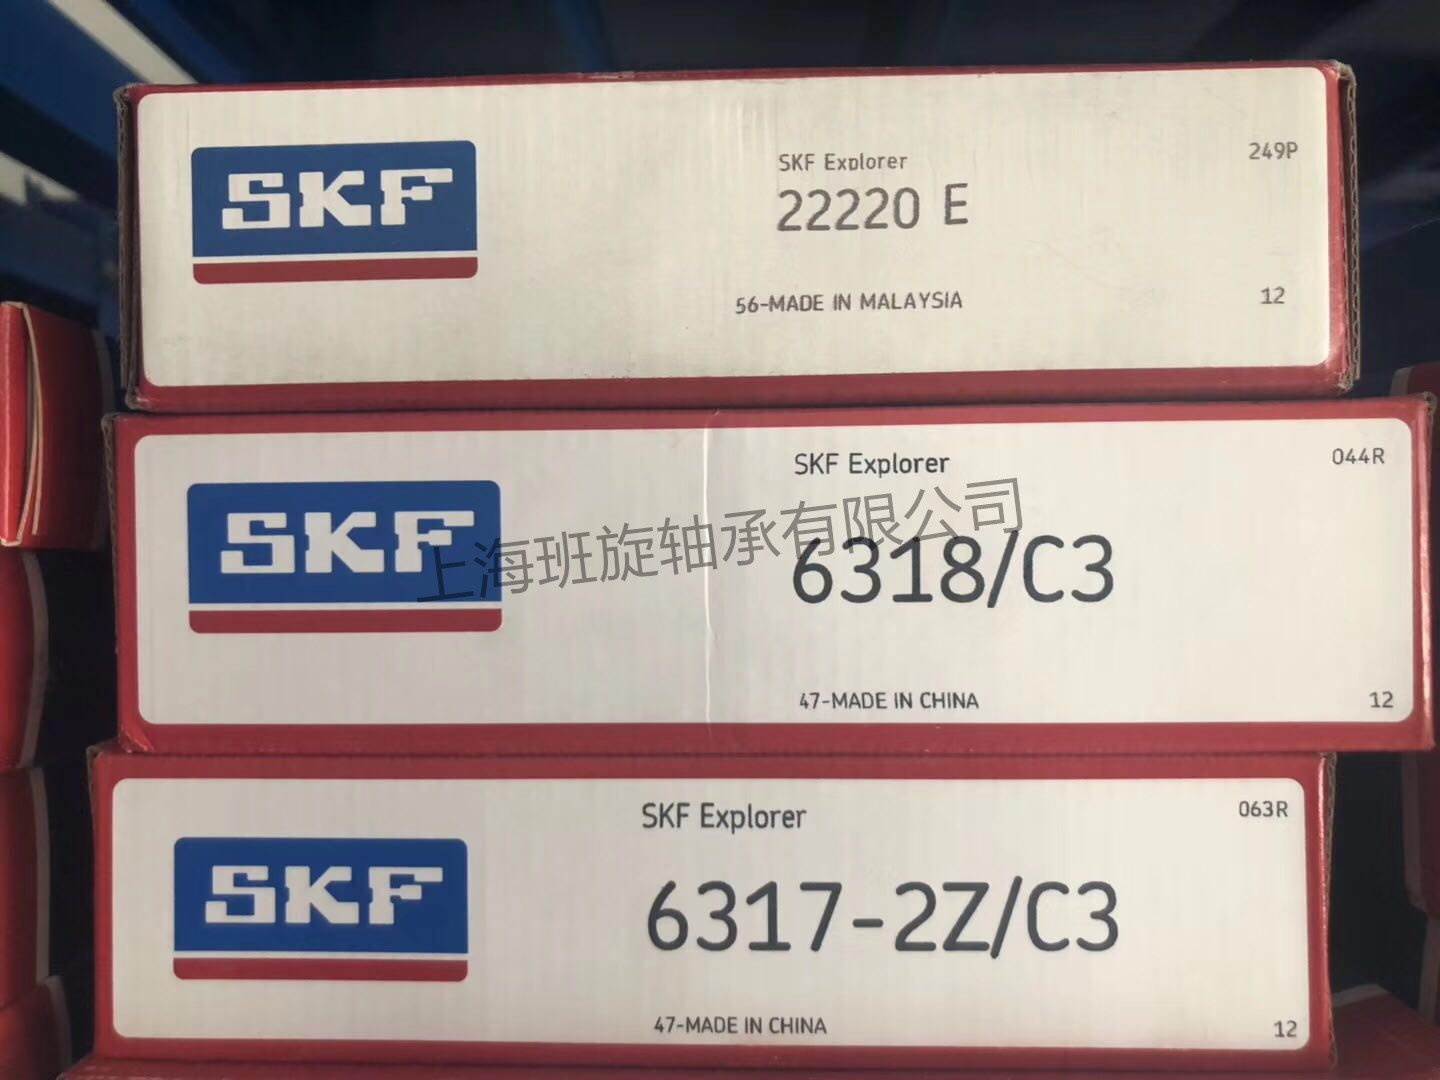 SKF
SKF Explorer
249P
22220 E
56-MADE IN MALAYSIA
12
SKF
SKF Explorer
044R
上海班旋轴承有限公司
6318/C3
47-MADE IN CHINA
12
SKF
SKF Explorer
063R
6317-2Z/C3
47-MADE IN CHINA
12